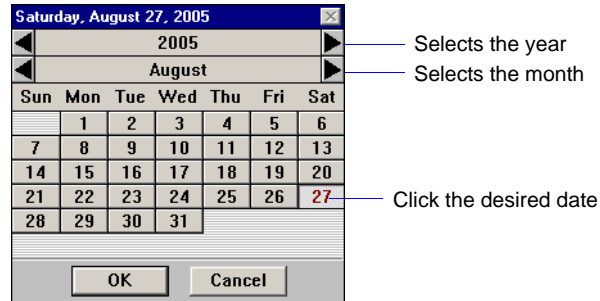 Saturday, August 27, 2005
2005
Selects the year
August
Selects the month
Sun Mon Tue Wed Thu Fri Sat
1 2 3 4 5 6
7 8 9 10 11 12 13
14 15 16 17 18 19 20
21 22 23 24 25 26 27
Click the desired date
28 29 30 31
OK Cancel